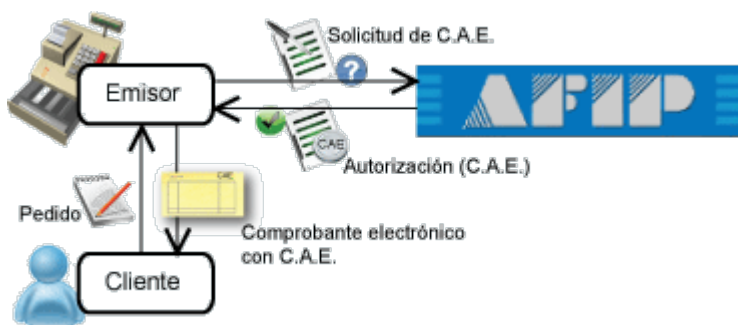 Solicitud de C.A.E.
Emisor
AFIP
CAE
Autorización (C.A.E.)
Pedido
CAE
Comprobante electrónico
con C.A.E.
Cliente